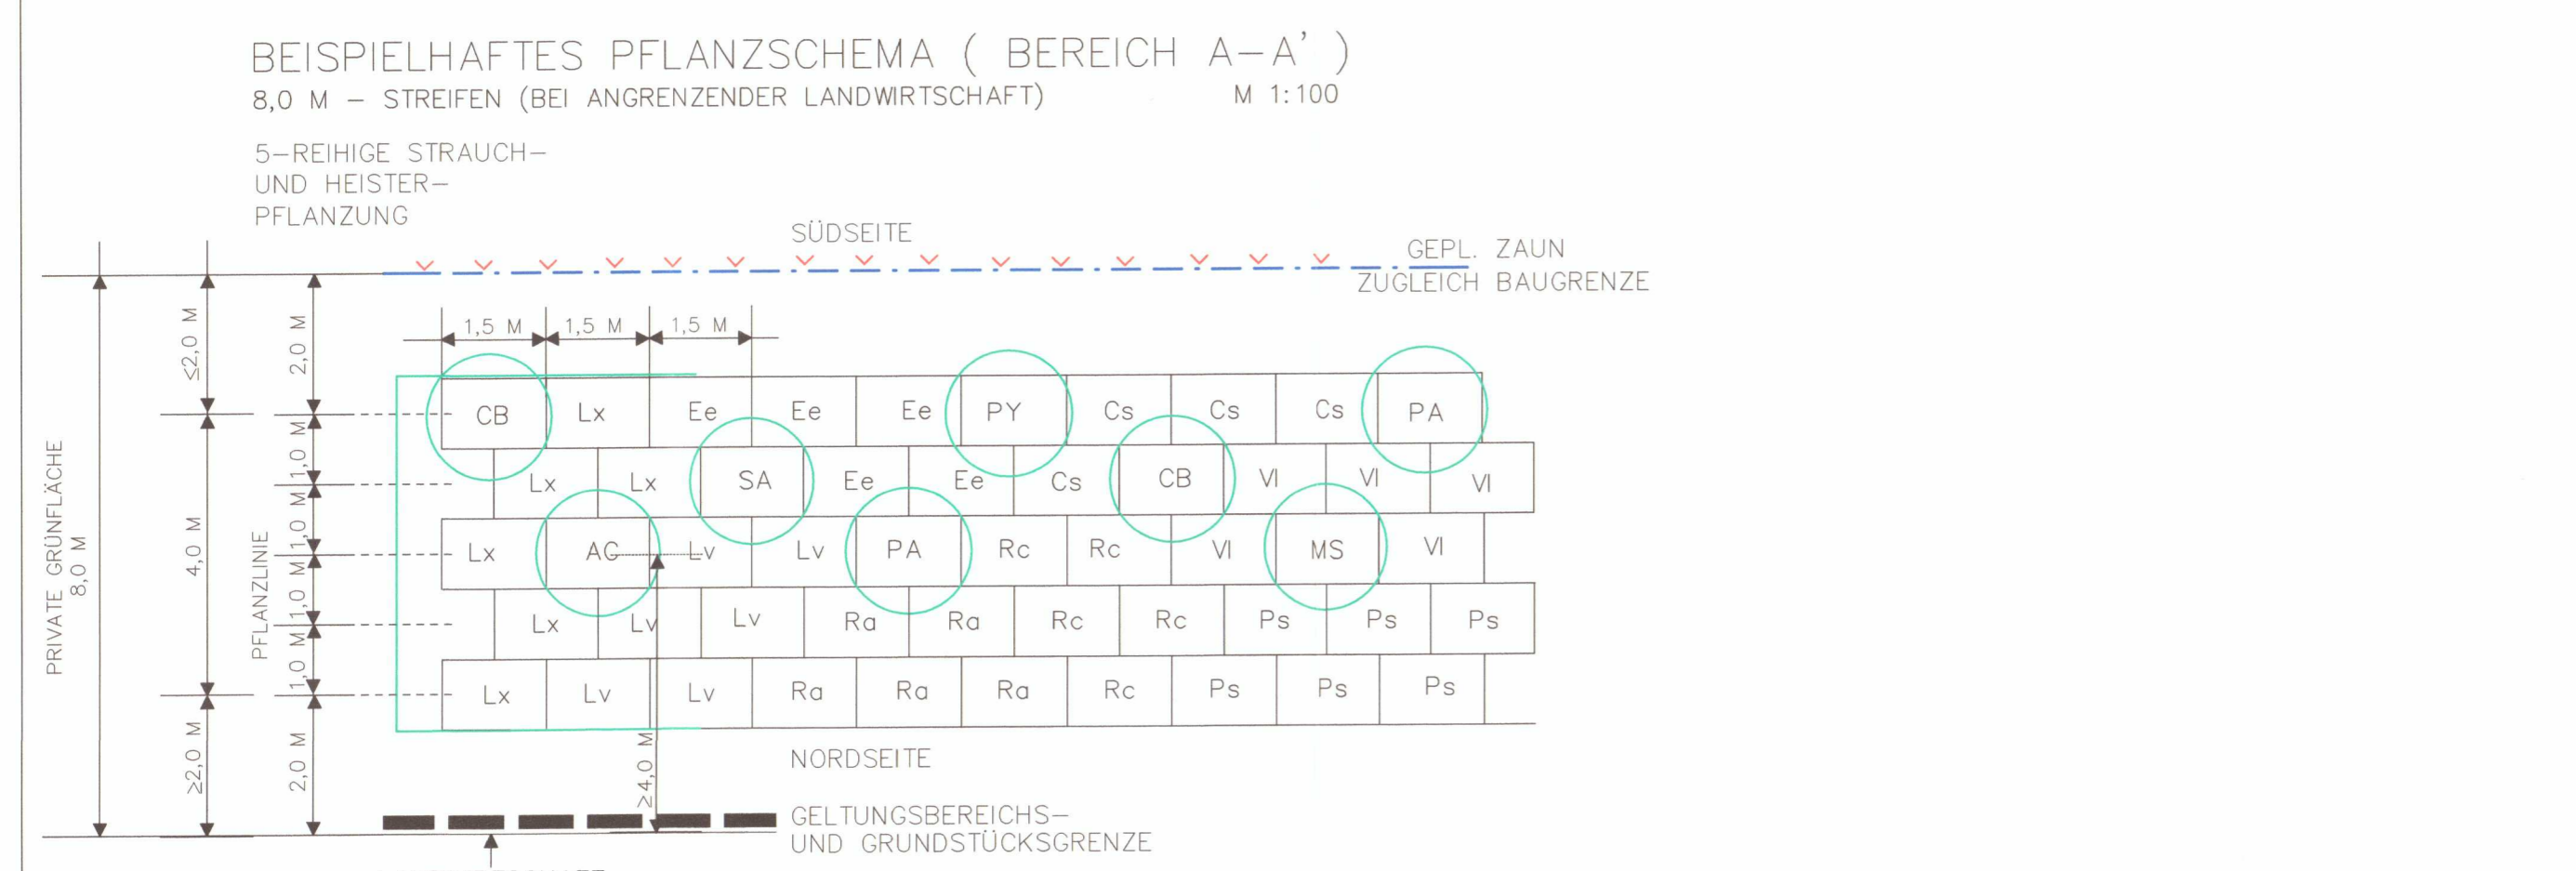 BEISPIELHAFTES PFLANZSCHEMA ( BEREICH A–A' )
8,0 M – STREIFEN (BEI ANGRENZENDER LANDWIRTSCHAFT) M 1:100
5–REIHIGE STRAUCH–
UND HEISTER–
PFLANZUNG
SÜDSEITE
GEPL. ZAUN
ZUGLEICH BAUGRENZE
1,5 M 1,5 M 1,5 M
PRIVATE GRÜNFLÄCHE
8,0 M
≤2,0 M
4,0 M
≥2,0 M
PFLANZLINIE
2,0 M
1,0 M
1,0 M
1,0 M
1,0 M
2,0 M
CB Lx Ee Ee Ee PY Cs Cs Cs PA
Lx Lx SA Ee Ee Cs CB Vl Vl Vl
Lx AC Lv Lv PA Rc Rc Vl MS Vl
Lx Lv Lv Ra Ra Rc Rc Ps Ps Ps
Lx Lv Lv Ra Ra Ra Rc Ps Ps Ps
≥4,0 M
NORDSEITE
GELTUNGSBEREICHS–
UND GRUNDSTÜCKSGRENZE